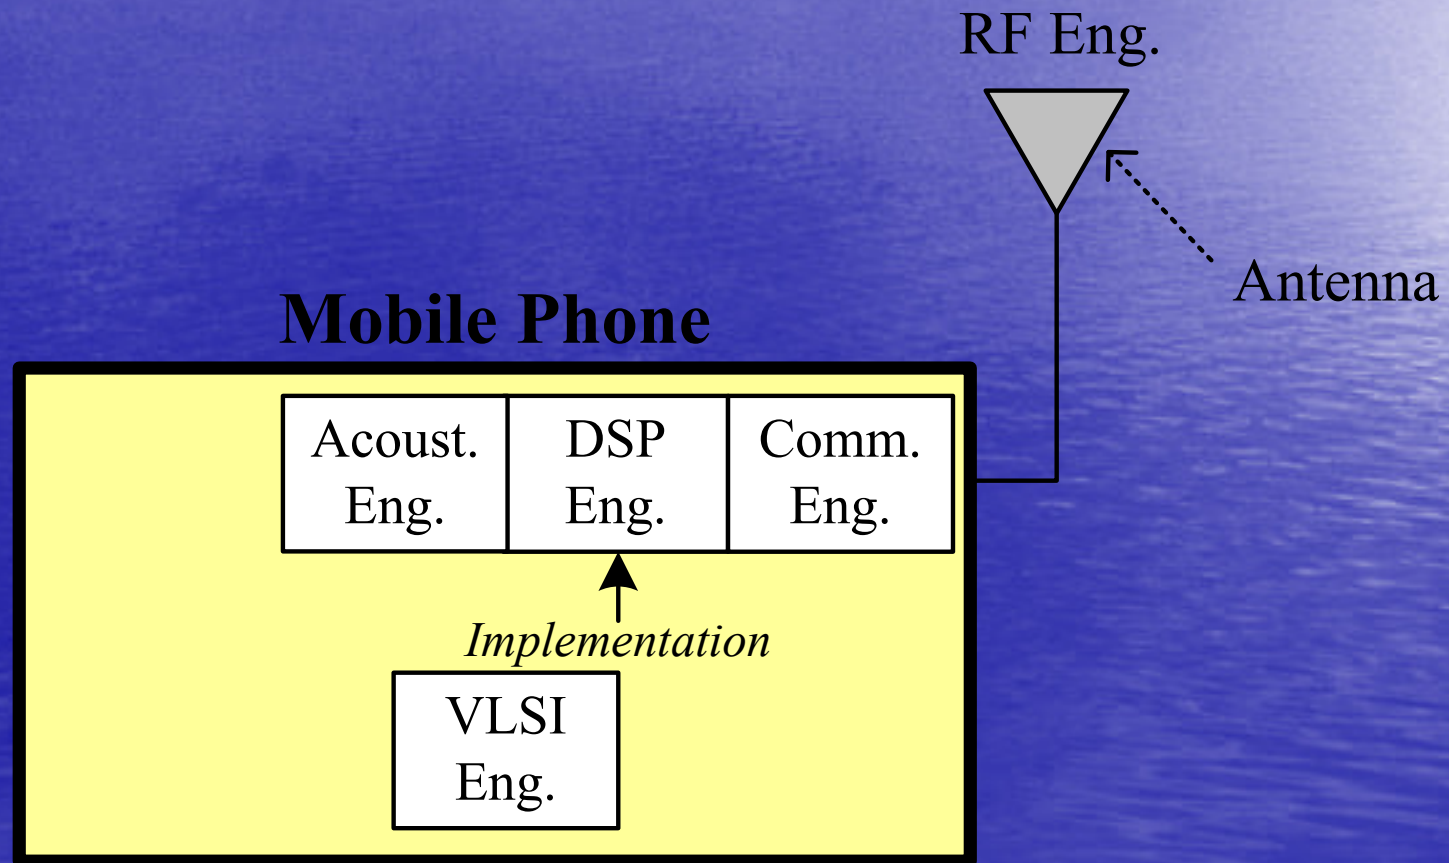 RF Eng.
Antenna
Mobile Phone
Acoust.
Eng.
DSP
Eng.
Comm.
Eng.
Implementation
VLSI
Eng.